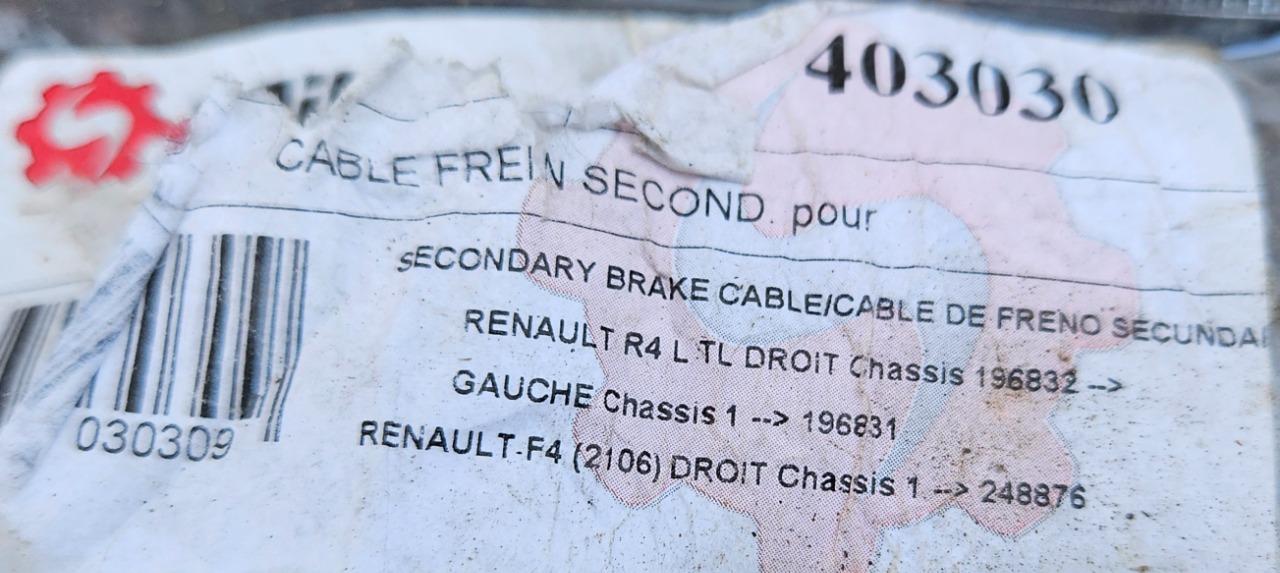 403030
CABLE FREIN SECOND. pour
SECONDARY BRAKE CABLE/CABLE DE FRENO SECUNDA
RENAULT R4 L TL DROIT Chassis 196832 -->
GAUCHE Chassis 1 --> 196831
RENAULT-F4 (2106) DROIT Chassis 1 --> 248876
030309